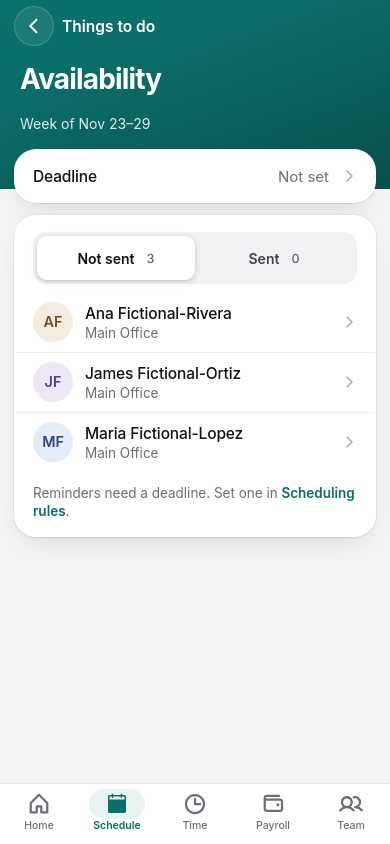 Things to do
Availability
Week of Nov 23–29
Deadline Not set
Not sent 3 Sent 0
AF Ana Fictional-Rivera
Main Office
JF James Fictional-Ortiz
Main Office
MF Maria Fictional-Lopez
Main Office
Reminders need a deadline. Set one in Scheduling
rules.
Home Schedule Time Payroll Team